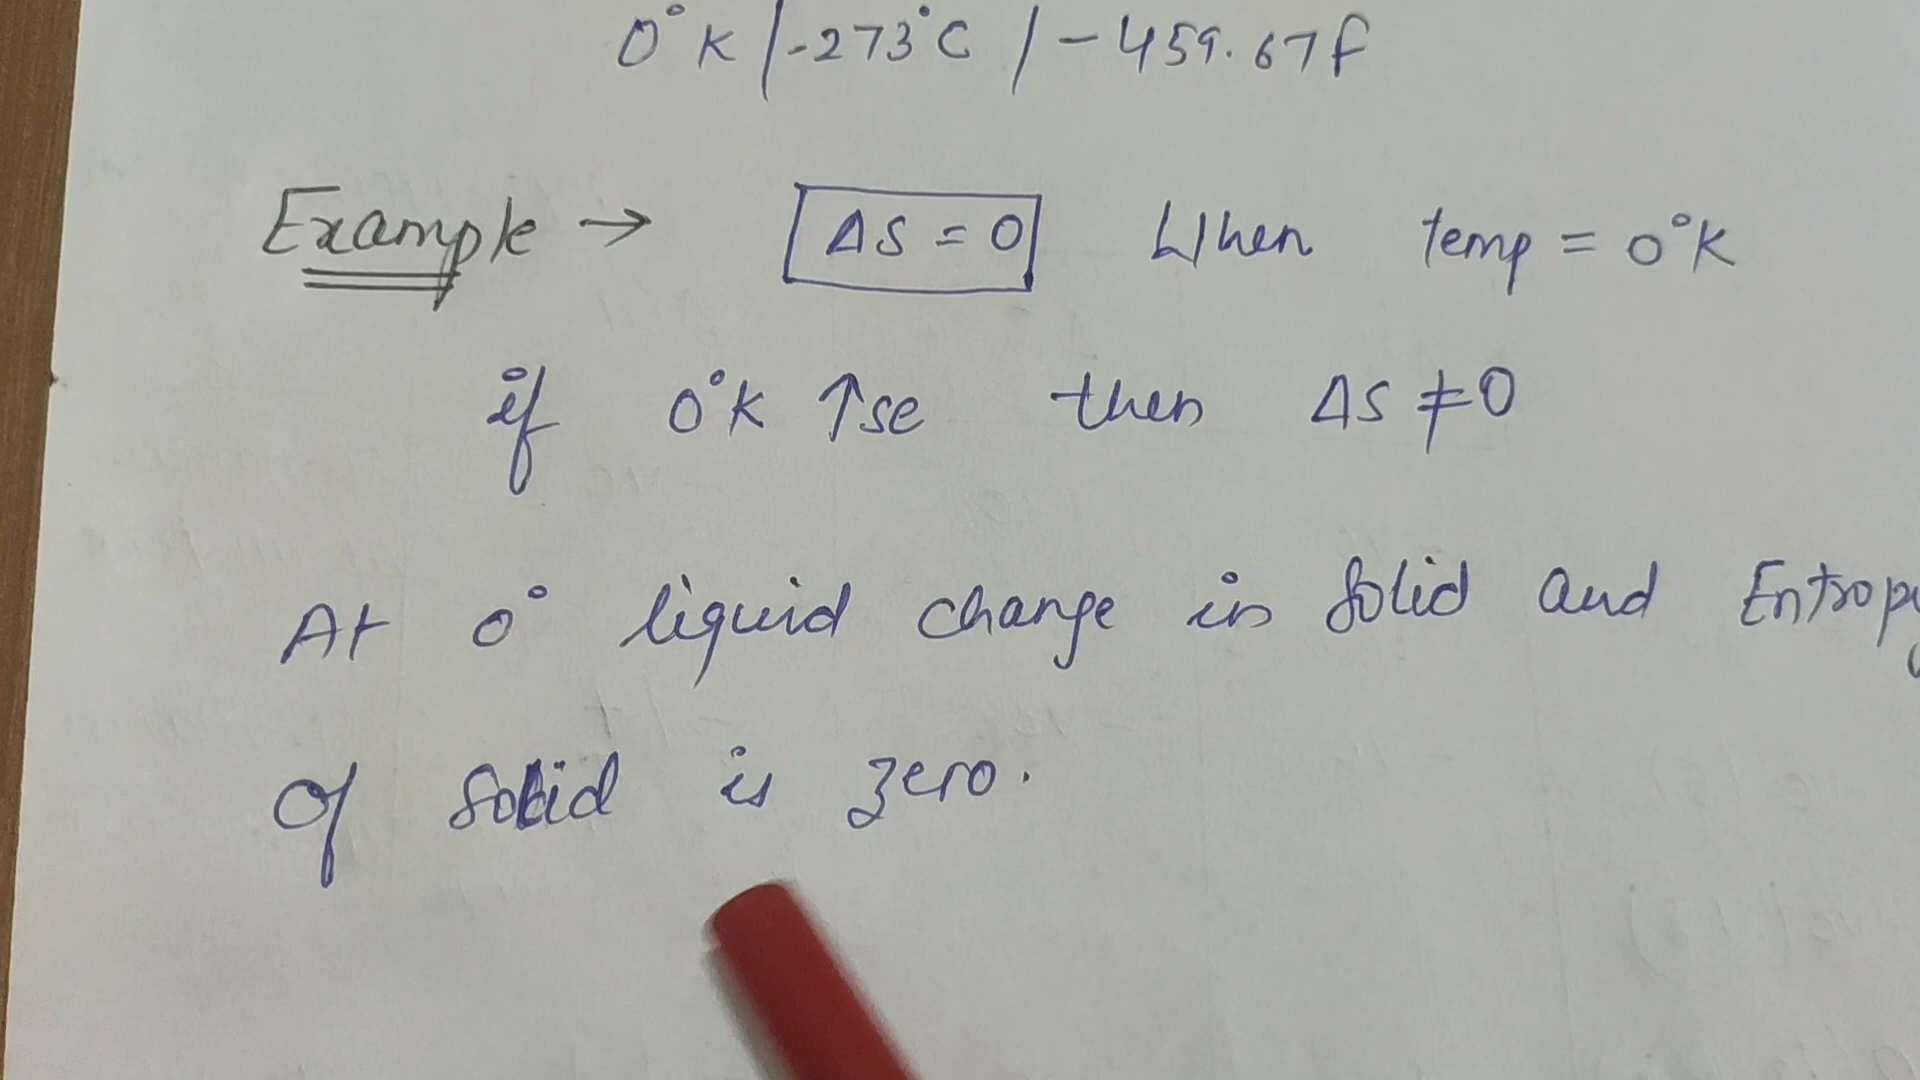 0°K / -273°C / -459.67F
Example → ΔS = 0 When temp = 0°K
if 0°K ↑se then ΔS ≠ 0
At 0° liquid change in solid and Entropy
of solid is zero.